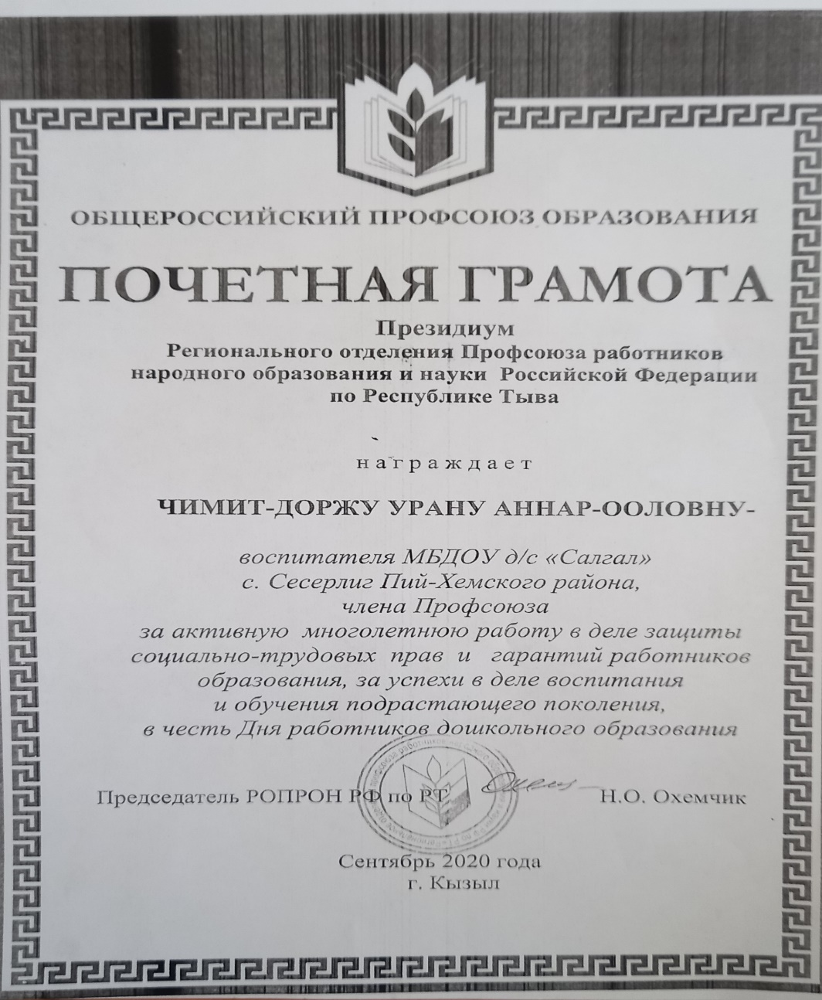 ОБЩЕРОССИЙСКИЙ ПРОФСОЮЗ ОБРАЗОВАНИЯ
ПОЧЕТНАЯ ГРАМОТА
Президиум
Регионального отделения Профсоюза работников
народного образования и науки Российской Федерации
по Республике Тыва
награждает
ЧИМИТ-ДОРЖУ УРАНУ АННАР-ООЛОВНУ-
воспитателя МБДОУ д/с «Салгал»
с. Сесерлиг Пий-Хемского района,
члена Профсоюза
за активную многолетнюю работу в деле защиты
социально-трудовых прав и гарантий работников
образования, за успехи в деле воспитания
и обучения подрастающего поколения,
в честь Дня работников дошкольного образования
Председатель РОПРОН РФ по РТ Н.О. Охемчик
Сентябрь 2020 года
г. Кызыл